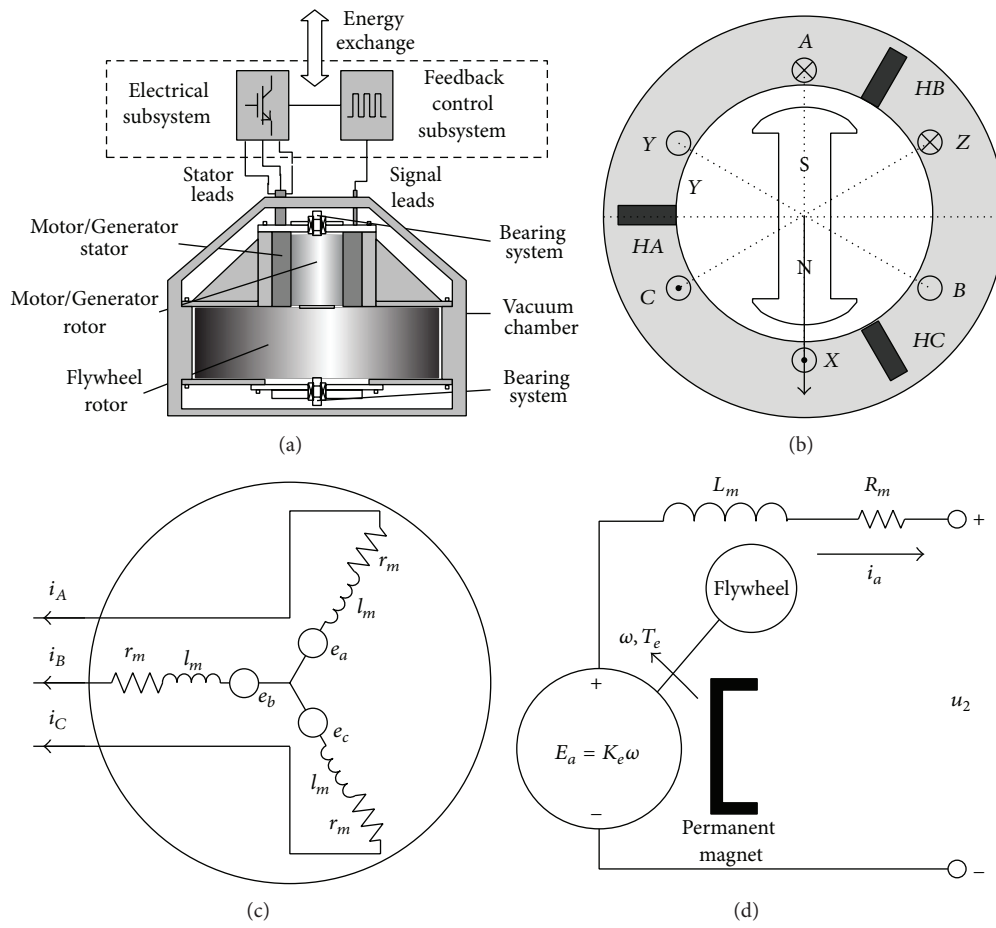 Energy
exchange
Electrical
subsystem
Feedback
control
subsystem
Stator
leads
Signal
leads
Motor/Generator
stator
Bearing
system
Motor/Generator
rotor
Vacuum
chamber
Flywheel
rotor
Bearing
system
(a)
A
HB
Y
Z
S
Y
HA
N
C
B
HC
X
(b)
i_A
r_m
l_m
i_B
r_m
l_m
e_a
e_b
i_C
e_c
l_m
r_m
(c)
L_m
R_m
+
i_a
Flywheel
ω, T_e
+
E_a = K_e ω
u_2
−
Permanent
magnet
−
(d)